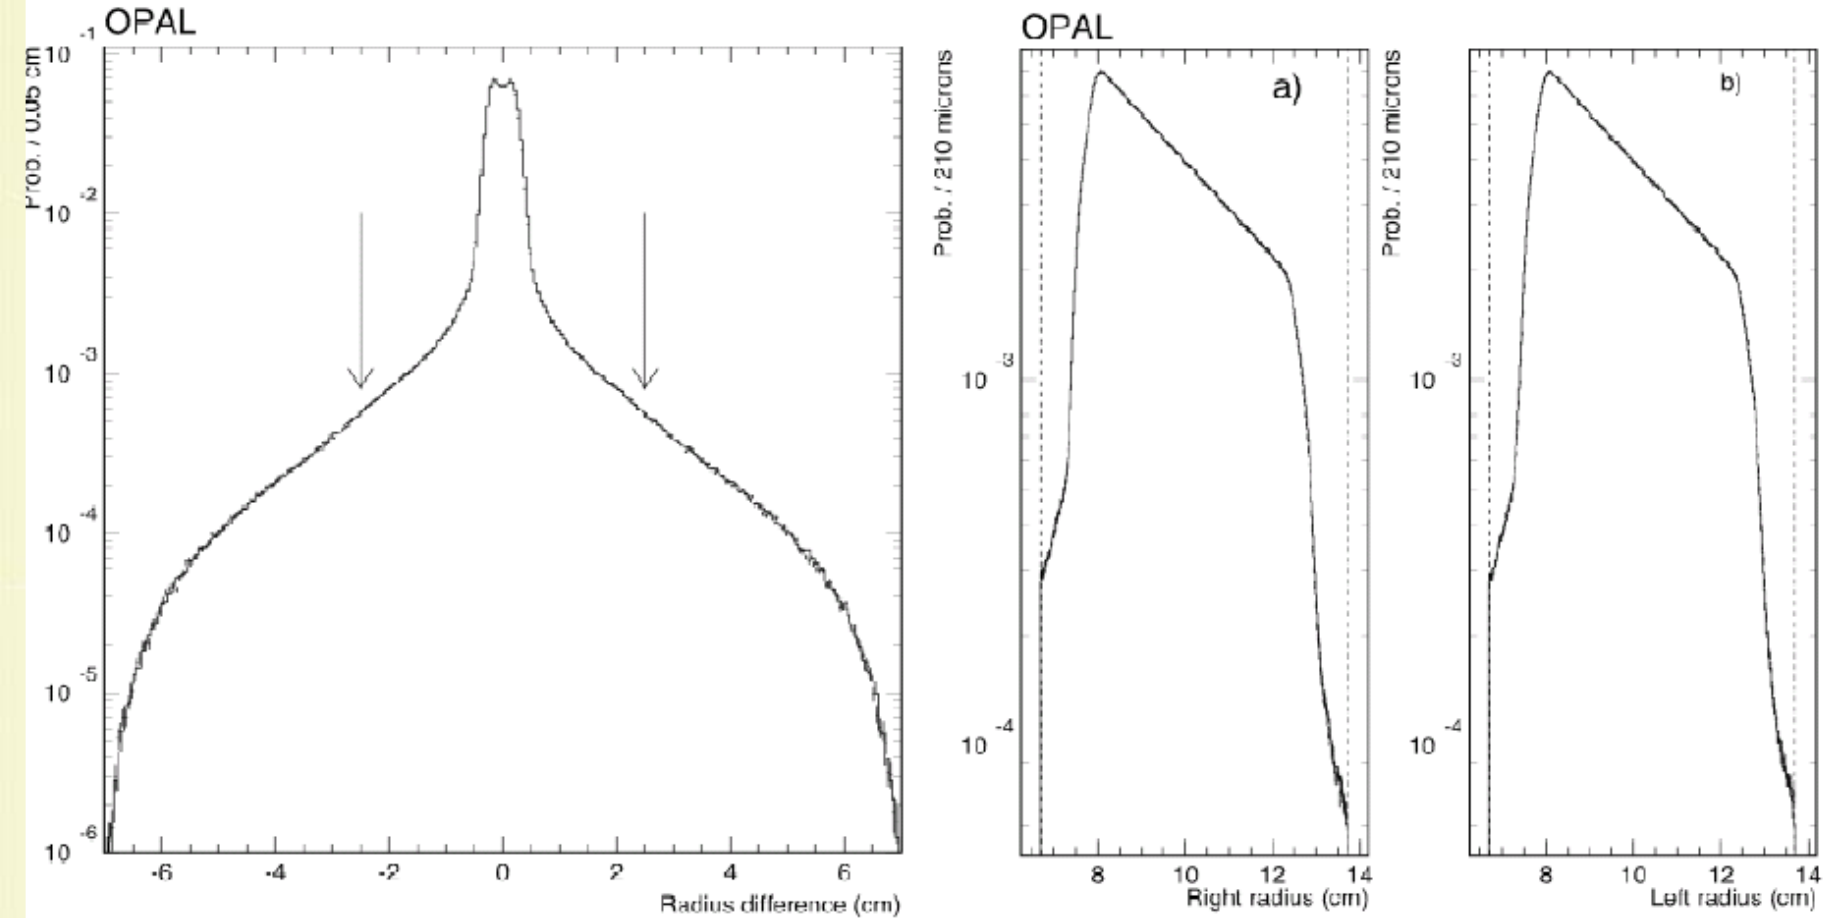 OPAL
Prob. / 0.05 cm
10 -1
10 -2
10 -3
10 -4
10 -5
10 -6
-6 -4 -2 0 2 4 6
Radius difference (cm)
OPAL
Prob. / 210 microns
a)
10 -3
10 -4
8 10 12 14
Right radius (cm)
Prob. / 210 microns
b)
10 -3
10 -4
8 10 12 14
Left radius (cm)